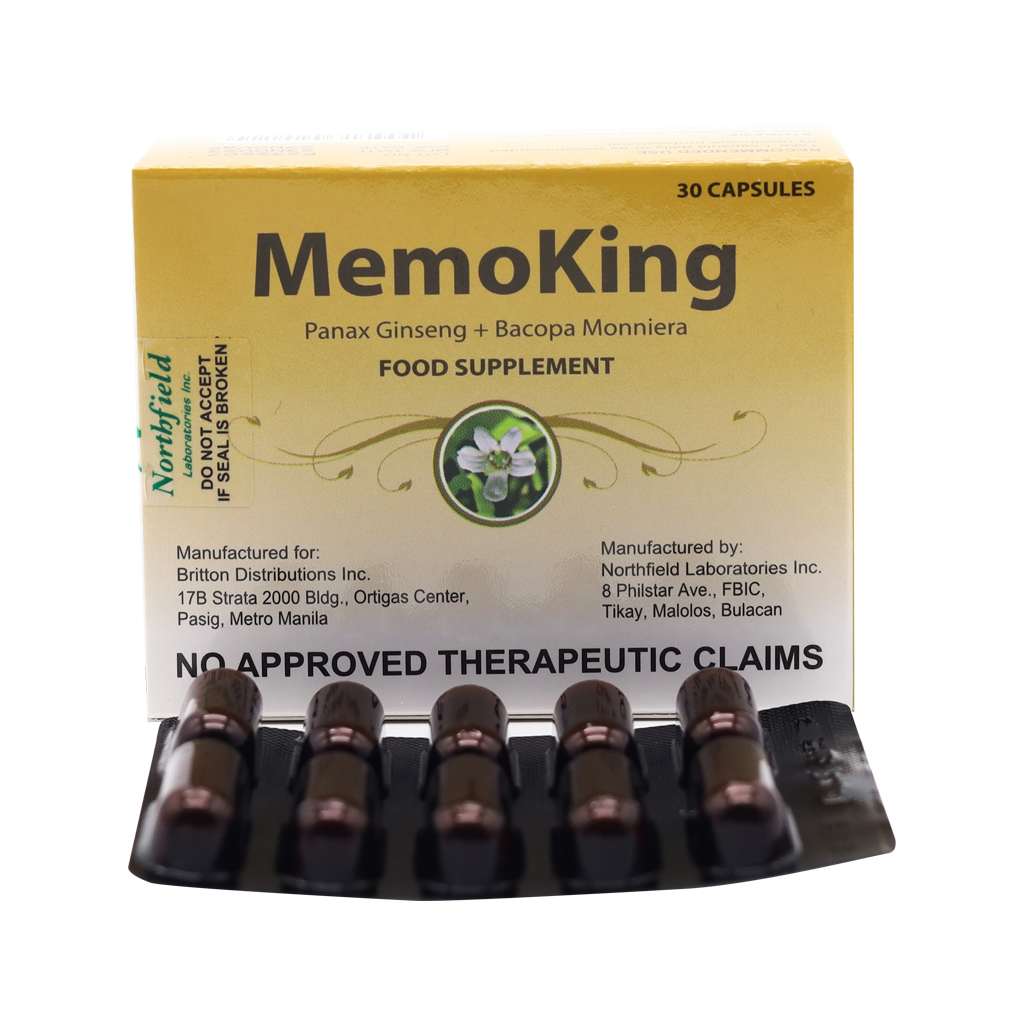 30 CAPSULES
MemoKing
Panax Ginseng + Bacopa Monniera
FOOD SUPPLEMENT
Northfield
Laboratories Inc.
DO NOT ACCEPT
IF SEAL IS BROKEN
Manufactured for:
Britton Distributions Inc.
17B Strata 2000 Bldg., Ortigas Center,
Pasig, Metro Manila
Manufactured by:
Northfield Laboratories Inc.
8 Philstar Ave., FBIC,
Tikay, Malolos, Bulacan
NO APPROVED THERAPEUTIC CLAIMS